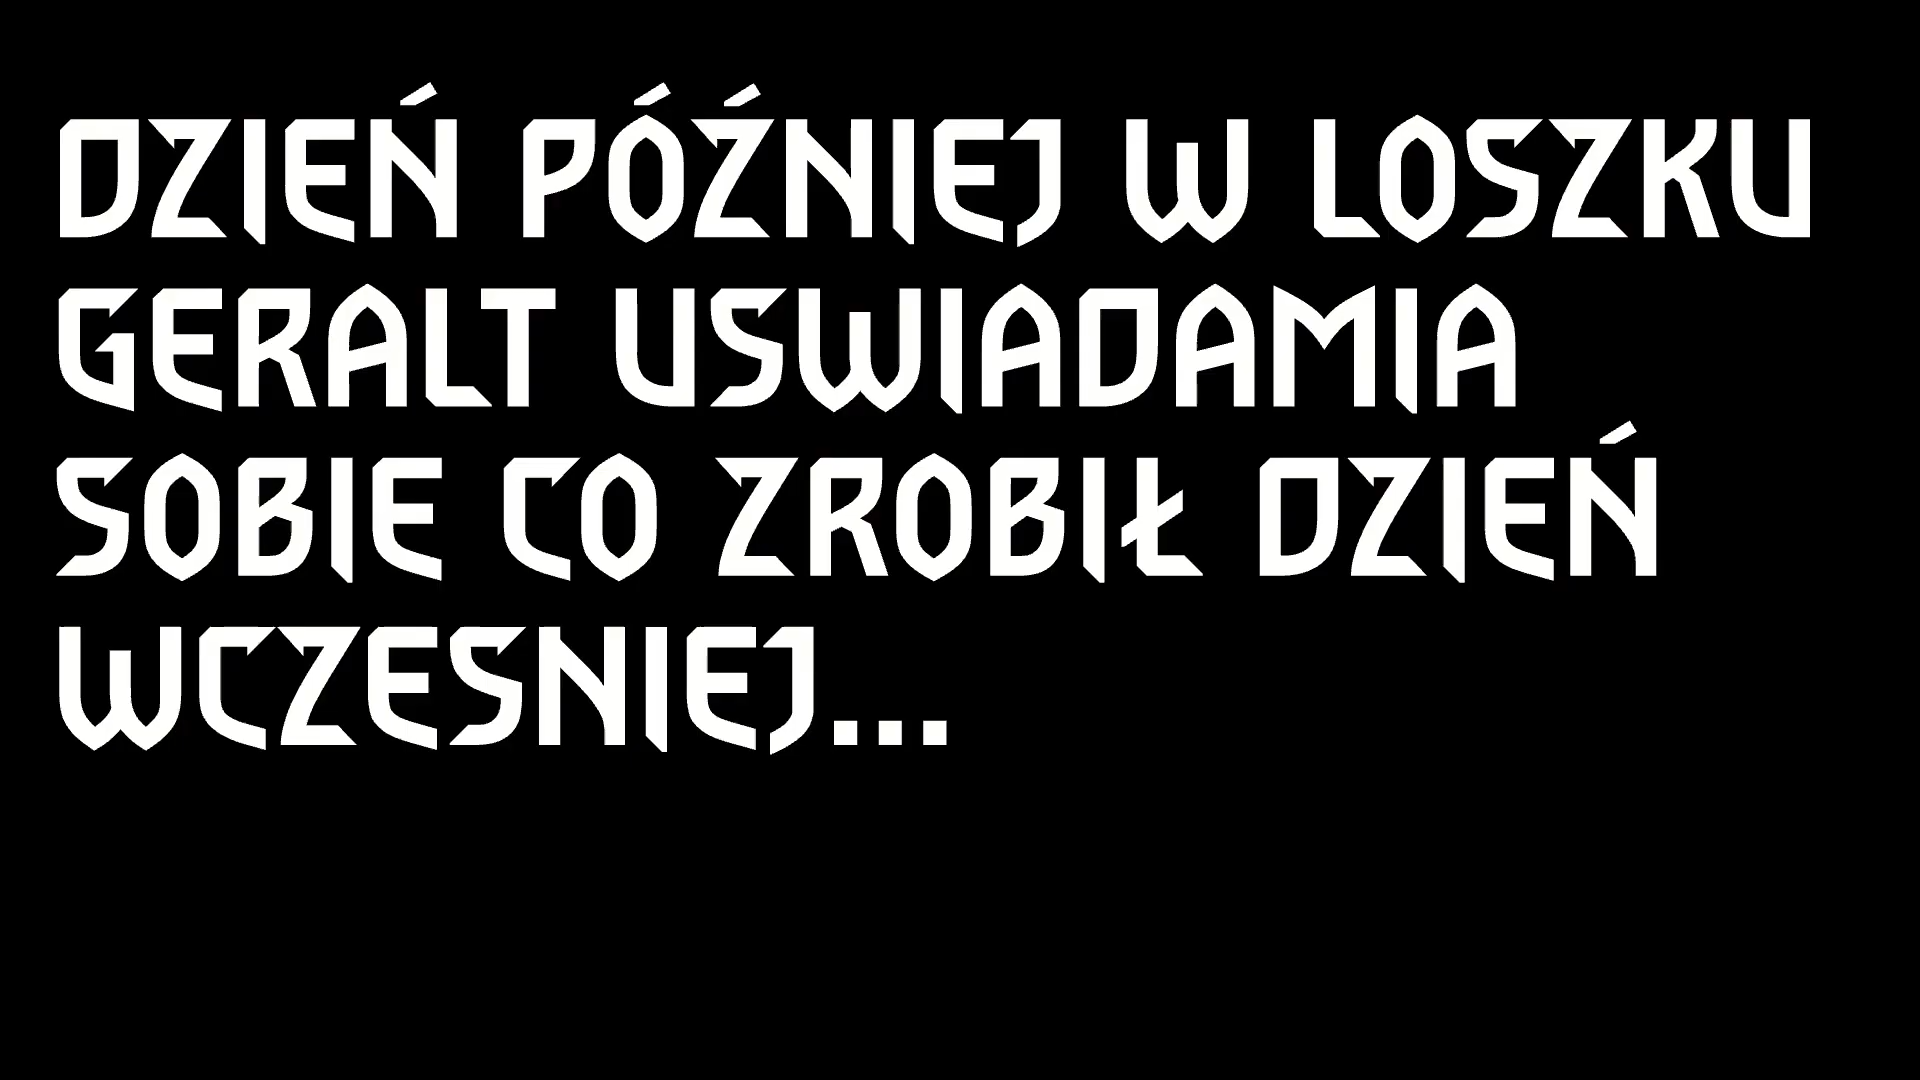 DZIEŃ PÓŹNIEJ W LOSZKU
GERALT USWIADAMIA
SOBIE CO ZROBIŁ DZIEŃ
WCZESNIEJ...